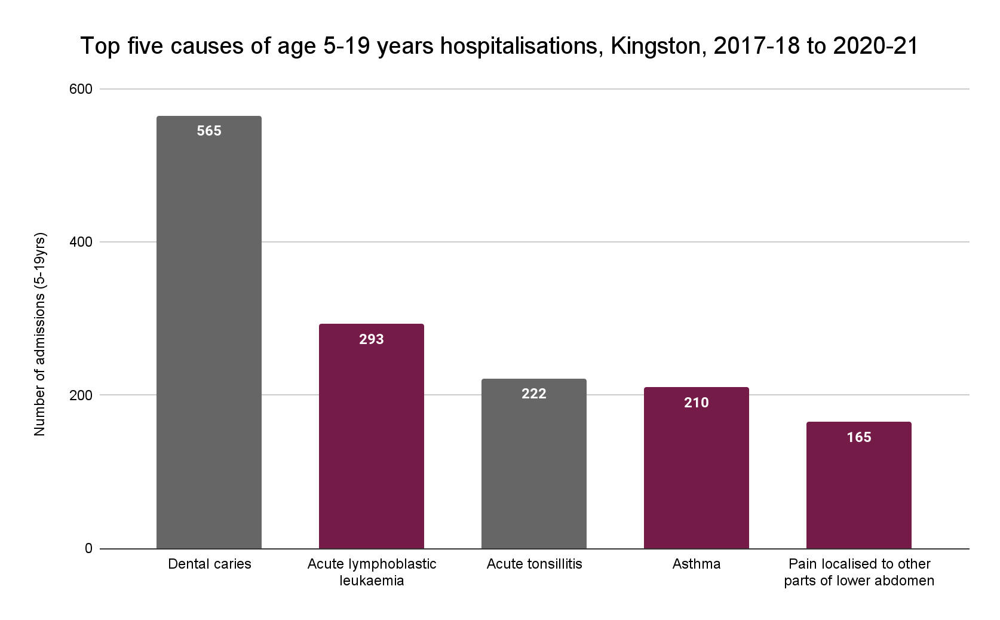 Top five causes of age 5-19 years hospitalisations, Kingston, 2017-18 to 2020-21
Number of admissions (5-19yrs)
600
400
200
0
565
293
222
210
165
Dental caries
Acute lymphoblastic
leukaemia
Acute tonsillitis
Asthma
Pain localised to other
parts of lower abdomen